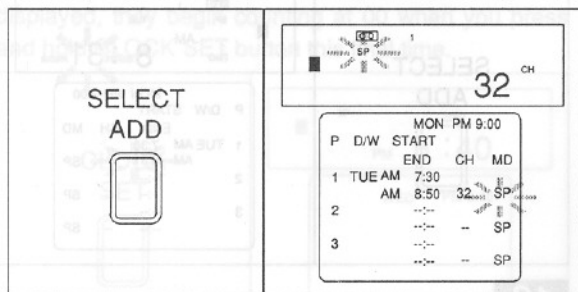 SELECT
ADD
1
SP
CH
32
MON PM 9:00
P D/W START
END CH MD
1 TUE AM 7:30
AM 8:50 32 SP
2 --:--
--:-- -- SP
3 --:--
--:-- -- SP